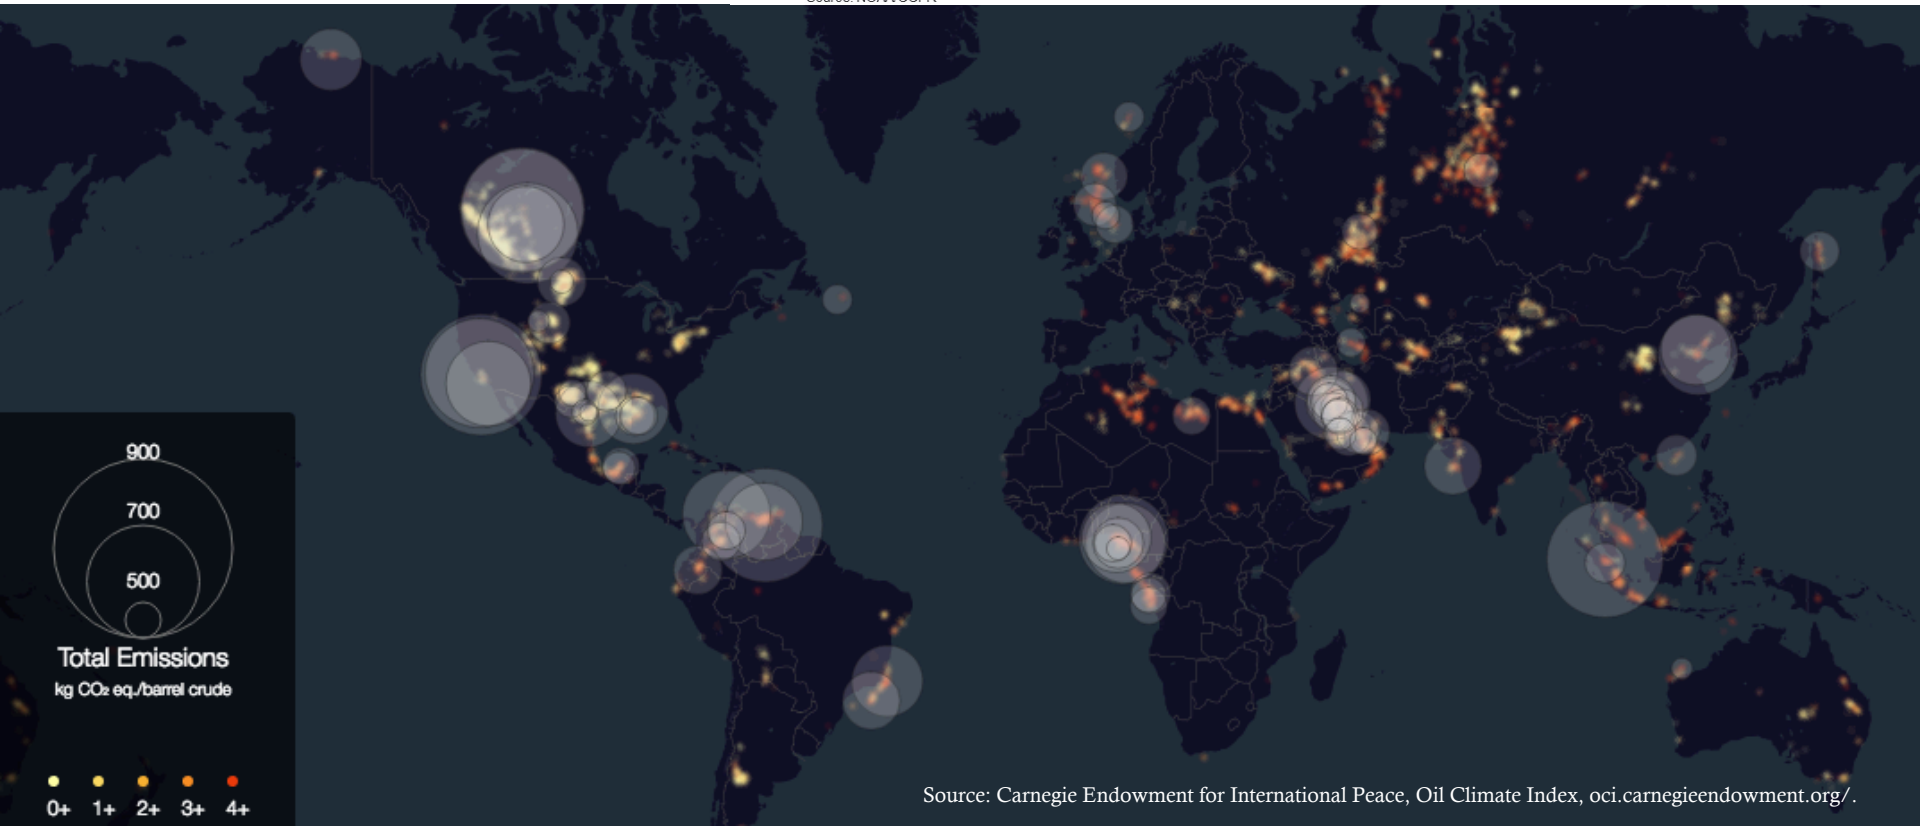 900
700
500
Total Emissions
kg CO₂ eq./barrel crude
0+ 1+ 2+ 3+ 4+
Source: Carnegie Endowment for International Peace, Oil Climate Index, oci.carnegieendowment.org/.